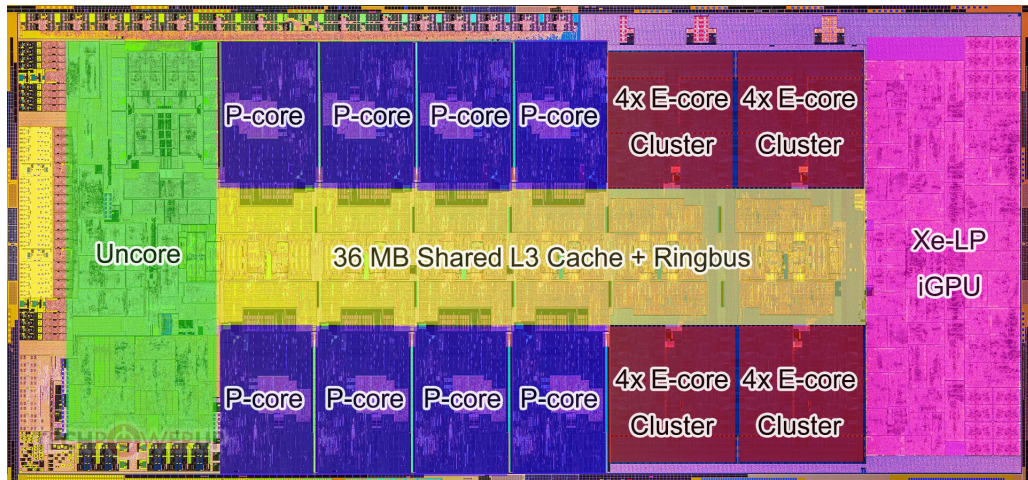 P-core
P-core
P-core
P-core
4x E-core
Cluster
4x E-core
Cluster
Uncore
36 MB Shared L3 Cache + Ringbus
Xe-LP
iGPU
P-core
P-core
P-core
P-core
4x E-core
Cluster
4x E-core
Cluster